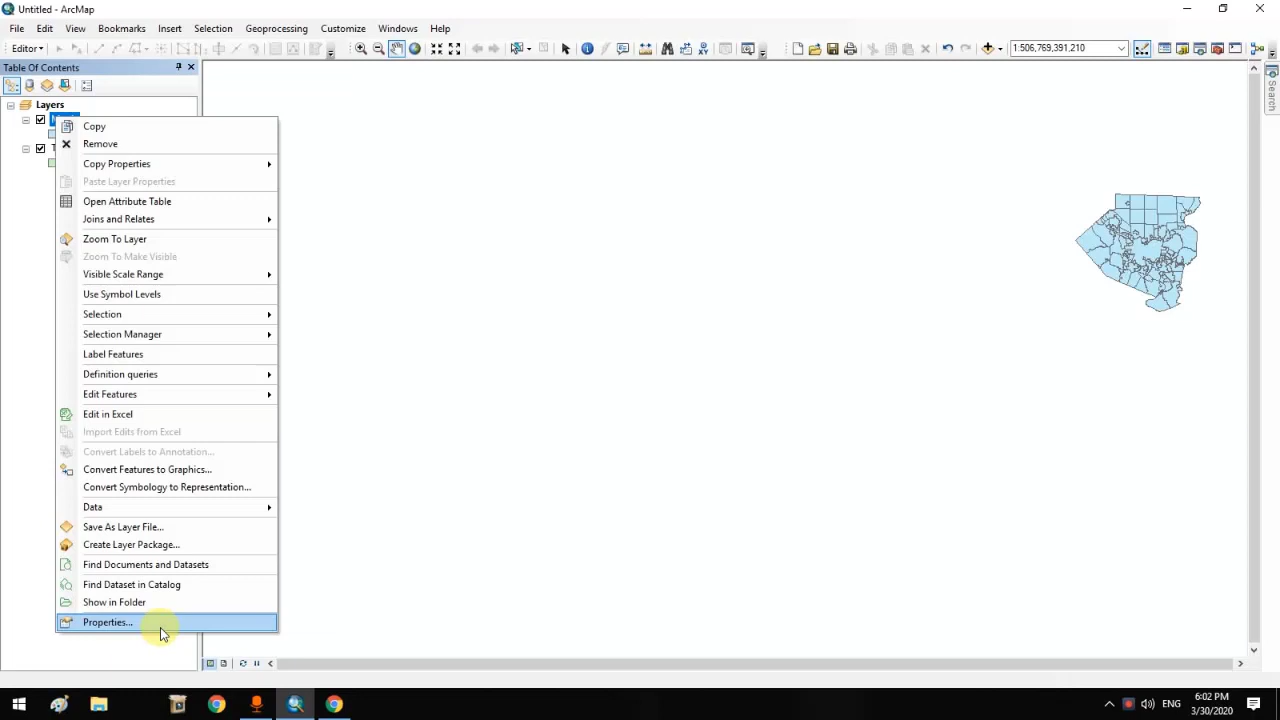 Untitled - ArcMap
File Edit View Bookmarks Insert Selection Geoprocessing Customize Windows Help
Editor 1:506,769,391,210
Table Of Contents
Search
Layers
Copy
Remove
Copy Properties
Paste Layer Properties
Open Attribute Table
Joins and Relates
Zoom To Layer
Zoom To Make Visible
Visible Scale Range
Use Symbol Levels
Selection
Selection Manager
Label Features
Definition queries
Edit Features
Edit in Excel
Import Edits from Excel
Convert Labels to Annotation...
Convert Features to Graphics...
Convert Symbology to Representation...
Data
Save As Layer File...
Create Layer Package...
Find Documents and Datasets
Find Dataset in Catalog
Show in Folder
Properties...
ENG
6:02 PM
3/30/2020